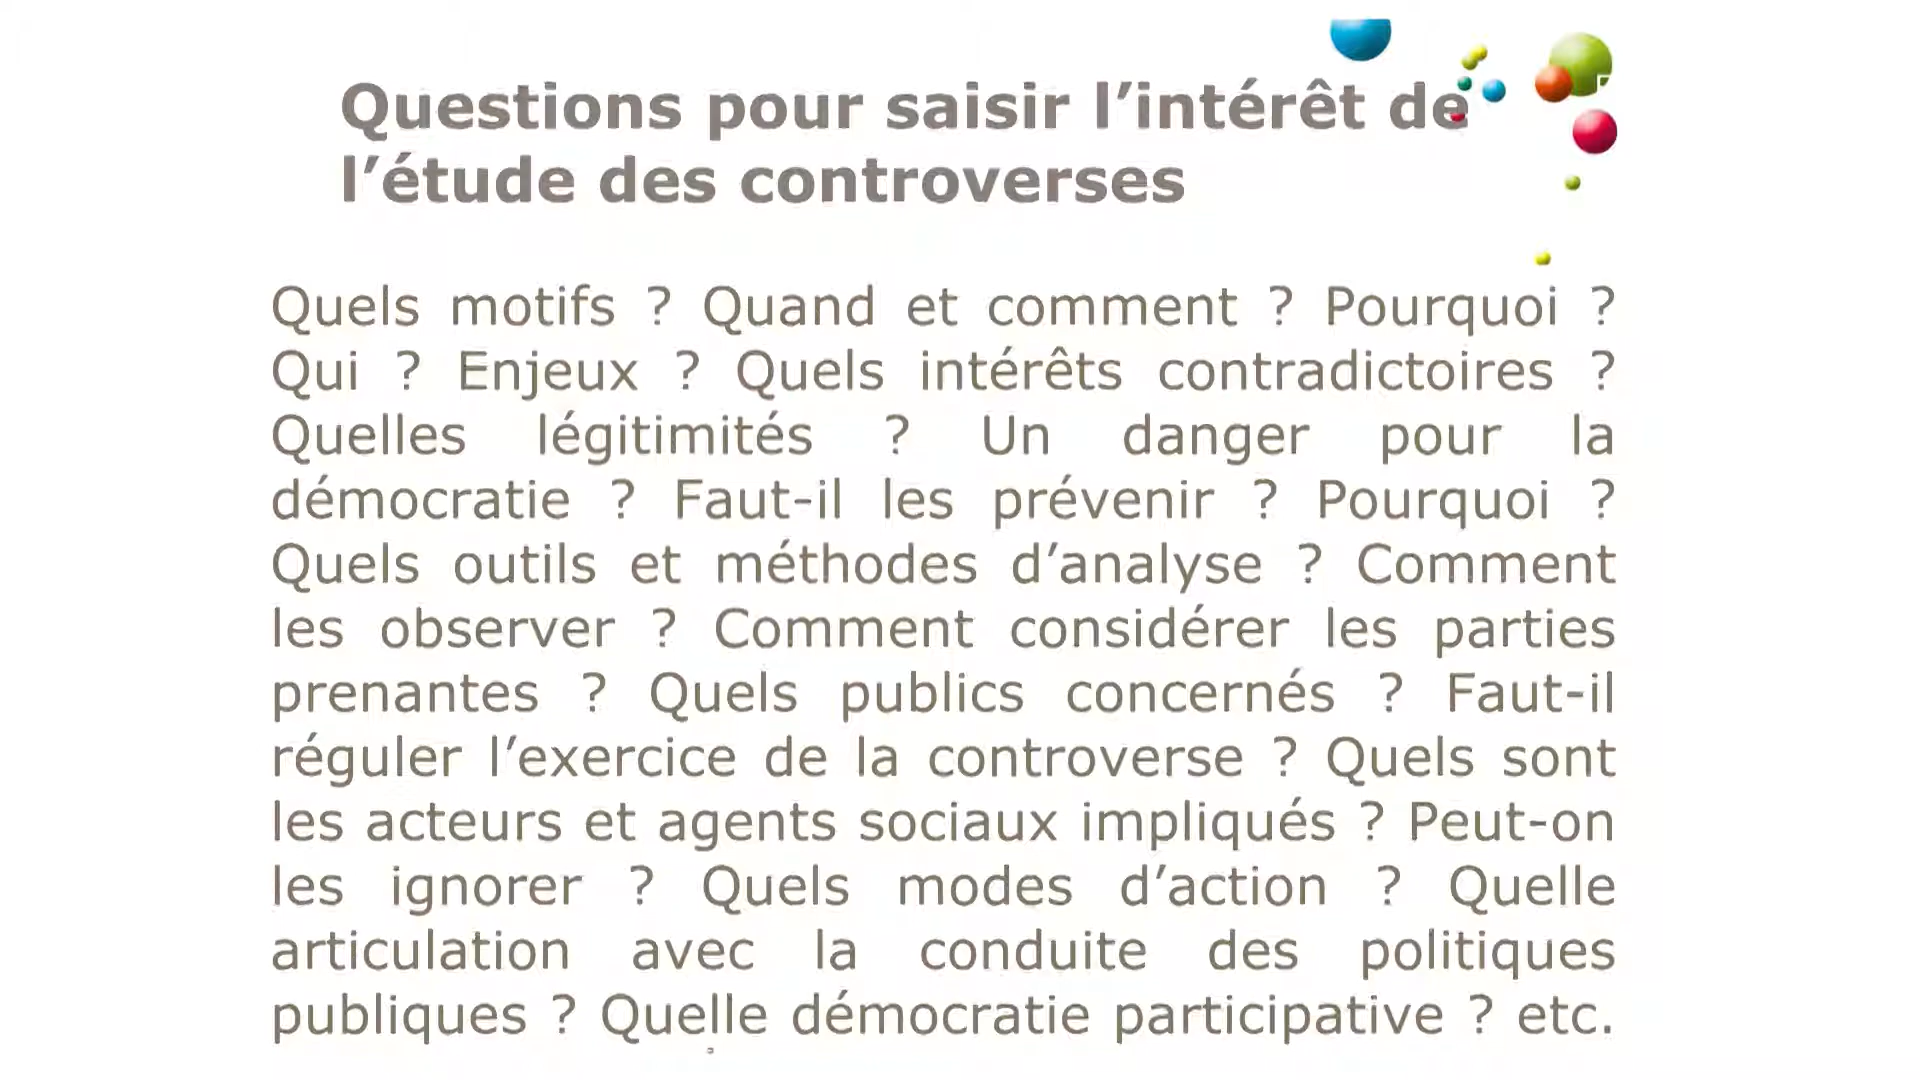 Questions pour saisir l’intérêt de
l’étude des controverses
Quels motifs ? Quand et comment ? Pourquoi ?
Qui ? Enjeux ? Quels intérêts contradictoires ?
Quelles légitimités ? Un danger pour la
démocratie ? Faut-il les prévenir ? Pourquoi ?
Quels outils et méthodes d’analyse ? Comment
les observer ? Comment considérer les parties
prenantes ? Quels publics concernés ? Faut-il
réguler l’exercice de la controverse ? Quels sont
les acteurs et agents sociaux impliqués ? Peut-on
les ignorer ? Quels modes d’action ? Quelle
articulation avec la conduite des politiques
publiques ? Quelle démocratie participative ? etc.